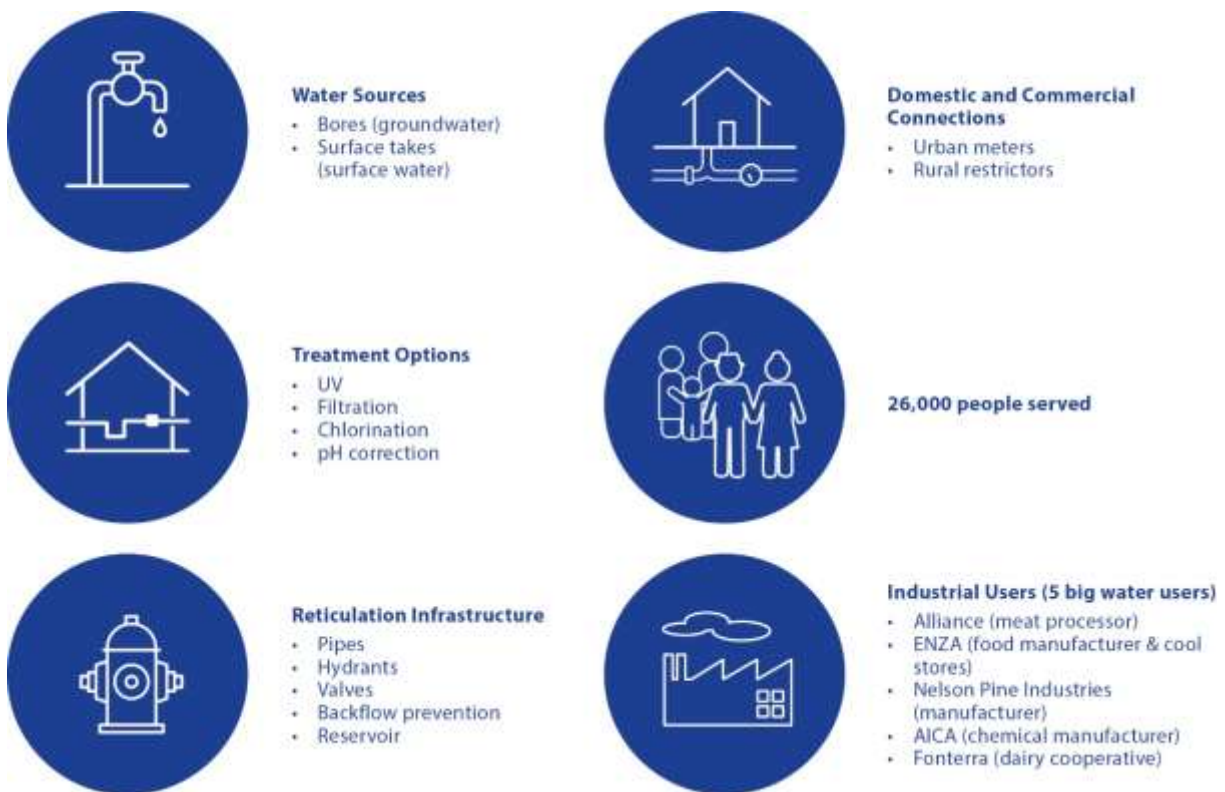 Water Sources
• Bores (groundwater)
• Surface takes
(surface water)
Domestic and Commercial
Connections
• Urban meters
• Rural restrictors
Treatment Options
• UV
• Filtration
• Chlorination
• pH correction
26,000 people served
Reticulation Infrastructure
• Pipes
• Hydrants
• Valves
• Backflow prevention
• Reservoir
Industrial Users (5 big water users)
• Alliance (meat processor)
• ENZA (food manufacturer & cool
stores)
• Nelson Pine Industries
(manufacturer)
• AICA (chemical manufacturer)
• Fonterra (dairy cooperative)